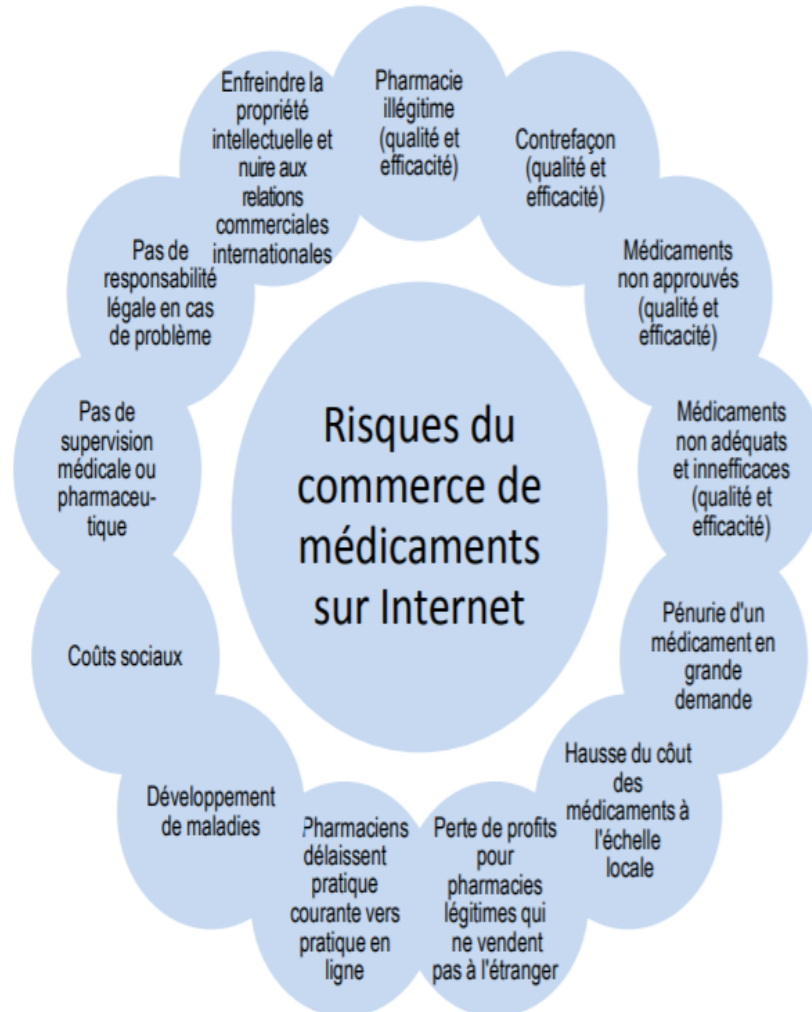 Risques du
commerce de
médicaments
sur Internet
Pharmacie
illégitime
(qualité et
efficacité)
Contrefaçon
(qualité et
efficacité)
Médicaments
non approuvés
(qualité et
efficacité)
Médicaments
non adéquats
et innefficaces
(qualité et
efficacité)
Pénurie d'un
médicament en
grande
demande
Hausse du côut
des
médicaments à
l'échelle
locale
Perte de profits
pour
pharmacies
légitimes qui
ne vendent
pas à l'étranger
Pharmaciens
délaissent
pratique
courante vers
pratique en
ligne
Développement
de maladies
Coûts sociaux
Pas de
supervision
médicale ou
pharmaceu-
tique
Pas de
responsabilité
légale en cas
de problème
Enfreindre la
propriété
intellectuelle et
nuire aux
relations
commerciales
internationales